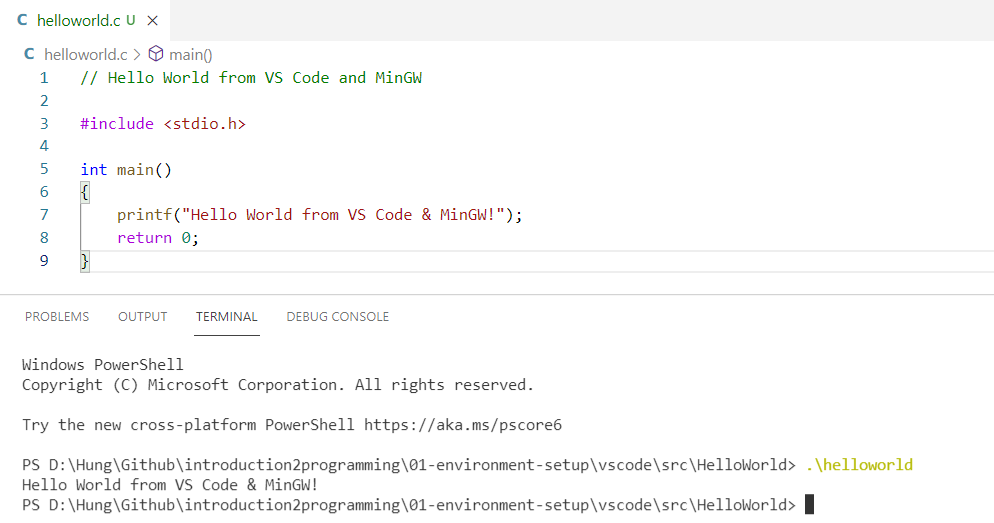 C helloworld.c U ×
C helloworld.c > main()
1 // Hello World from VS Code and MinGW
2
3 #include <stdio.h>
4
5 int main()
6 {
7     printf("Hello World from VS Code & MinGW!");
8     return 0;
9 }
PROBLEMS OUTPUT TERMINAL DEBUG CONSOLE
Windows PowerShell
Copyright (C) Microsoft Corporation. All rights reserved.
Try the new cross-platform PowerShell https://aka.ms/pscore6
PS D:\Hung\Github\introduction2programming\01-environment-setup\vscode\src\HelloWorld> .\helloworld
Hello World from VS Code & MinGW!
PS D:\Hung\Github\introduction2programming\01-environment-setup\vscode\src\HelloWorld>